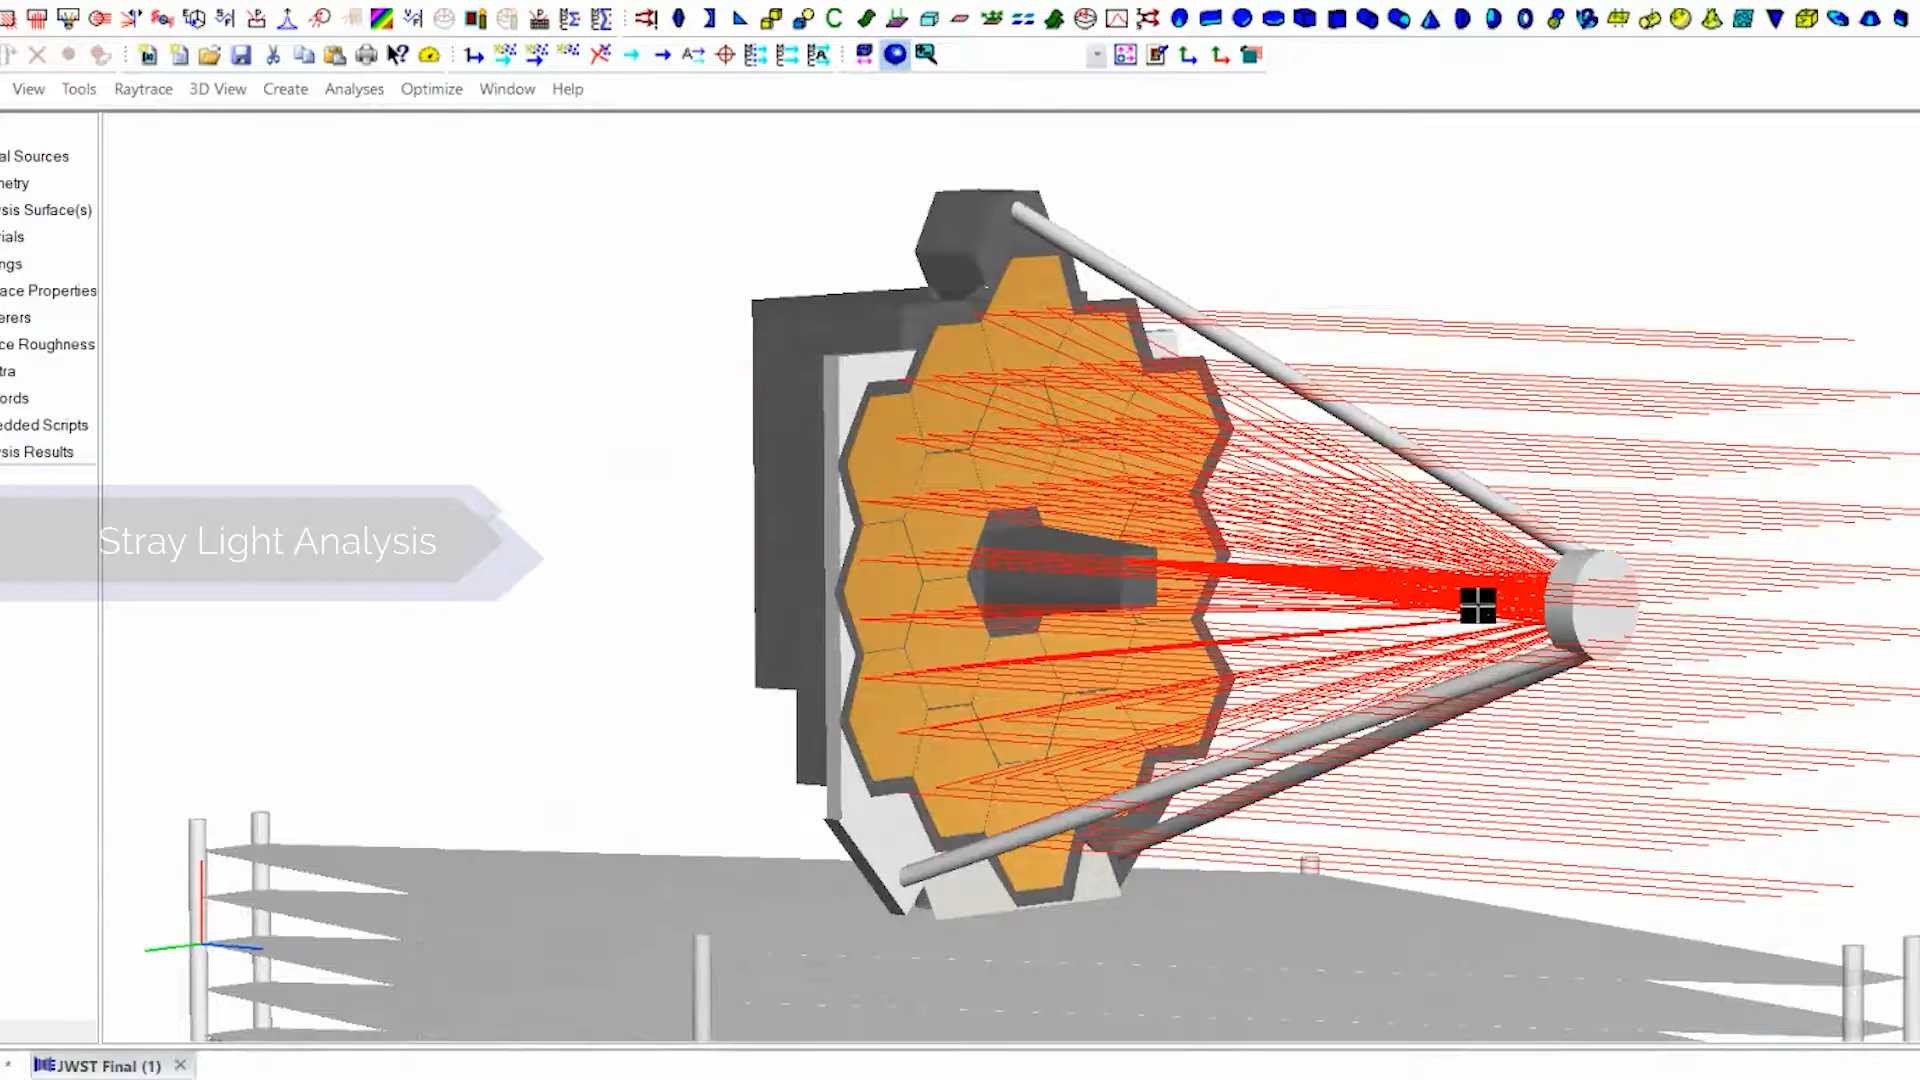 View Tools Raytrace 3D View Create Analyses Optimize Window Help
al Sources
netry
sis Surface(s)
rials
ngs
ace Properties
erers
ce Roughness
tra
ords
edded Scripts
sis Results
Stray Light Analysis
JWST Final (1)